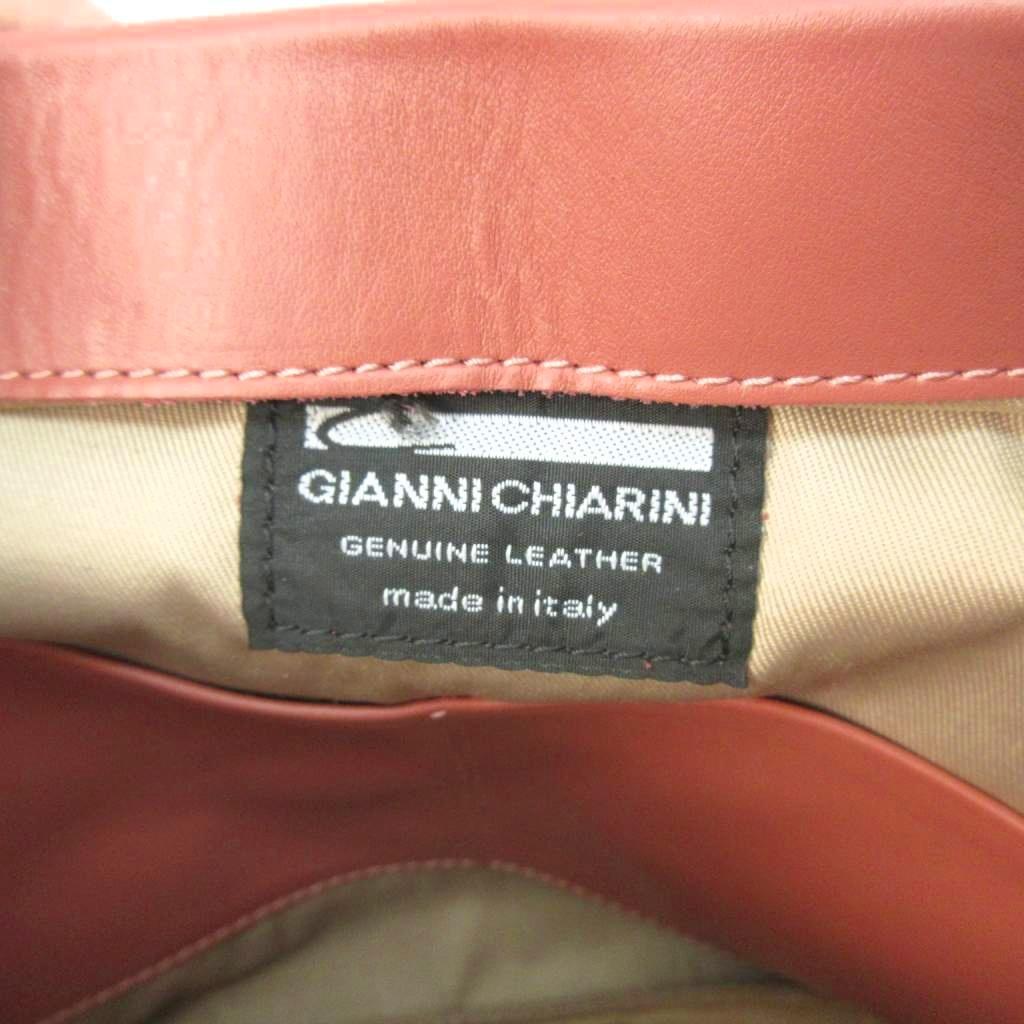 GIANNI CHIARINI
GENUINE LEATHER
made in italy